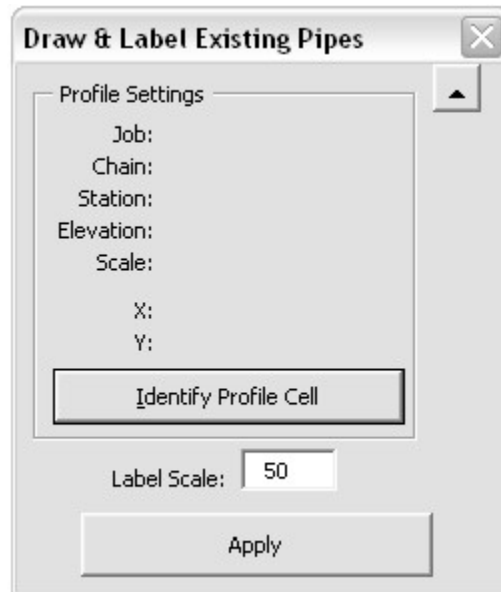 Draw & Label Existing Pipes
Profile Settings
Job:
Chain:
Station:
Elevation:
Scale:
X:
Y:
Identify Profile Cell
Label Scale: 50
Apply